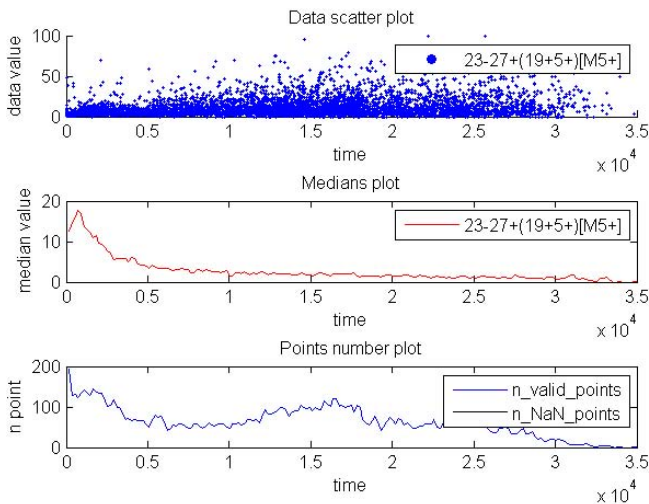 Data scatter plot
data value
100
50
0
23-27+(19+5+)[M5+]
0 0.5 1 1.5 2 2.5 3 3.5
time
x 10^4
Medians plot
median value
20
10
0
23-27+(19+5+)[M5+]
0 0.5 1 1.5 2 2.5 3 3.5
time
x 10^4
Points number plot
n point
200
100
0
n_valid_points
n_NaN_points
0 0.5 1 1.5 2 2.5 3 3.5
time
x 10^4